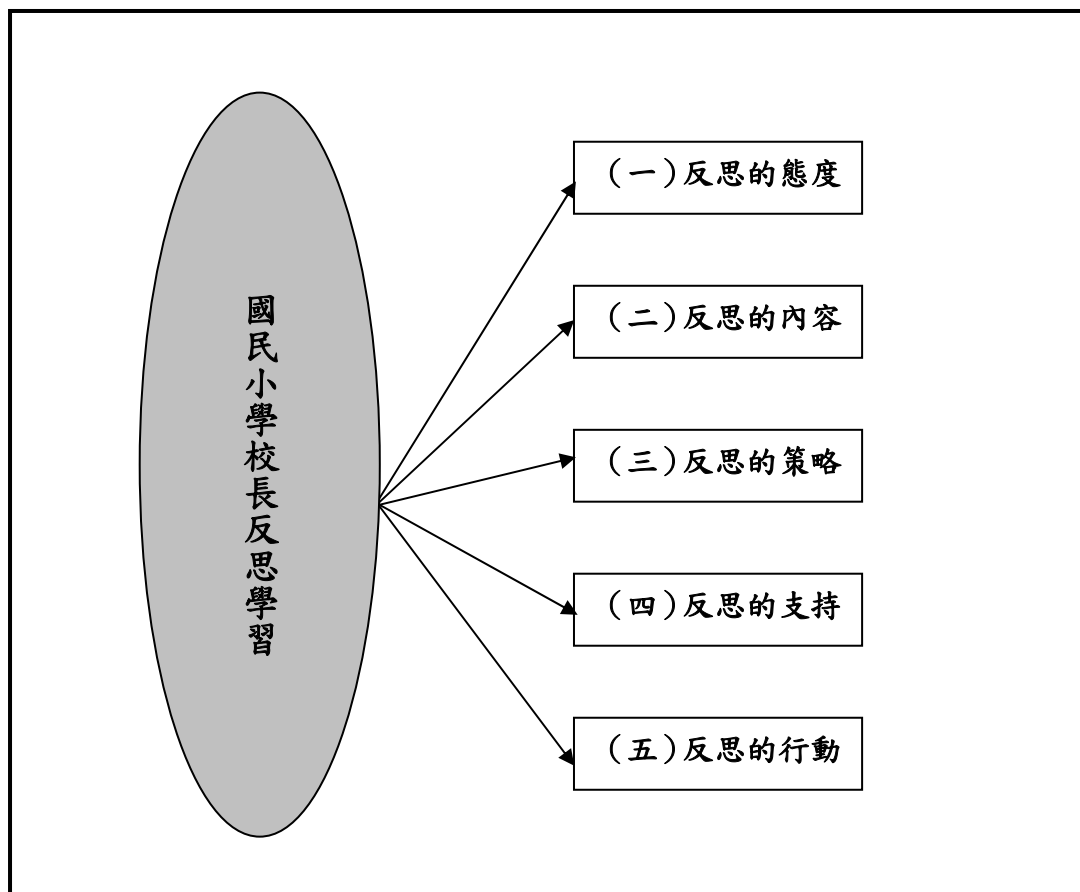 國民小學校長反思學習
（一）反思的態度
（二）反思的內容
（三）反思的策略
（四）反思的支持
（五）反思的行動